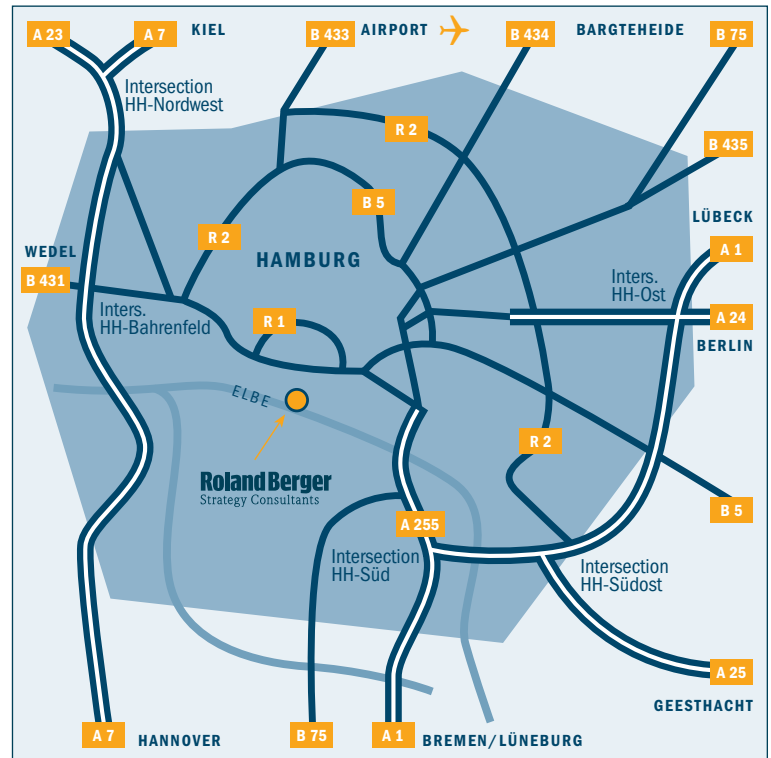 A 23
A 7
KIEL
B 433
AIRPORT
B 434
BARGTEHEIDE
B 75
Intersection
HH-Nordwest
R 2
B 435
B 5
LÜBECK
R 2
A 1
WEDEL
HAMBURG
B 431
Inters.
HH-Ost
Inters.
HH-Bahrenfeld
R 1
A 24
BERLIN
ELBE
R 2
Roland Berger
Strategy Consultants
B 5
A 255
Intersection
HH-Süd
Intersection
HH-Südost
A 25
GEESTHACHT
A 7
HANNOVER
B 75
A 1
BREMEN/LÜNEBURG